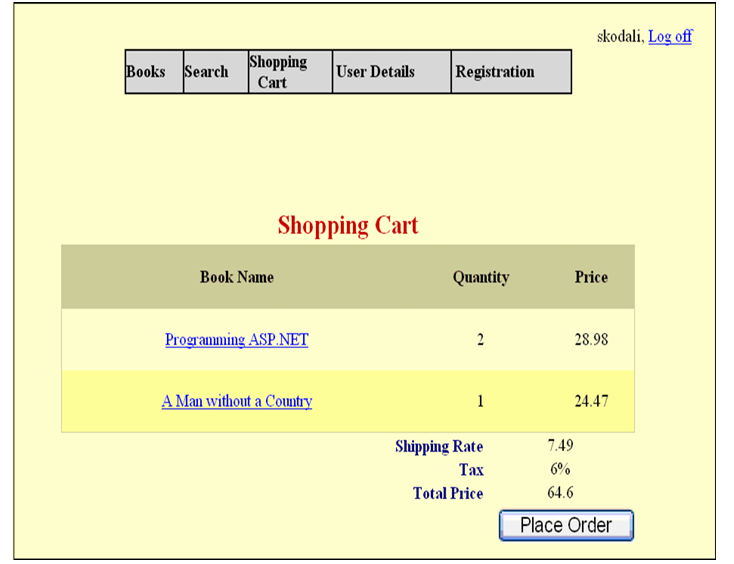 skodali, Log off
Books Search Shopping Cart User Details Registration
Shopping Cart
Book Name Quantity Price
Programming ASP.NET 2 28.98
A Man without a Country 1 24.47
Shipping Rate 7.49
Tax 6%
Total Price 64.6
Place Order